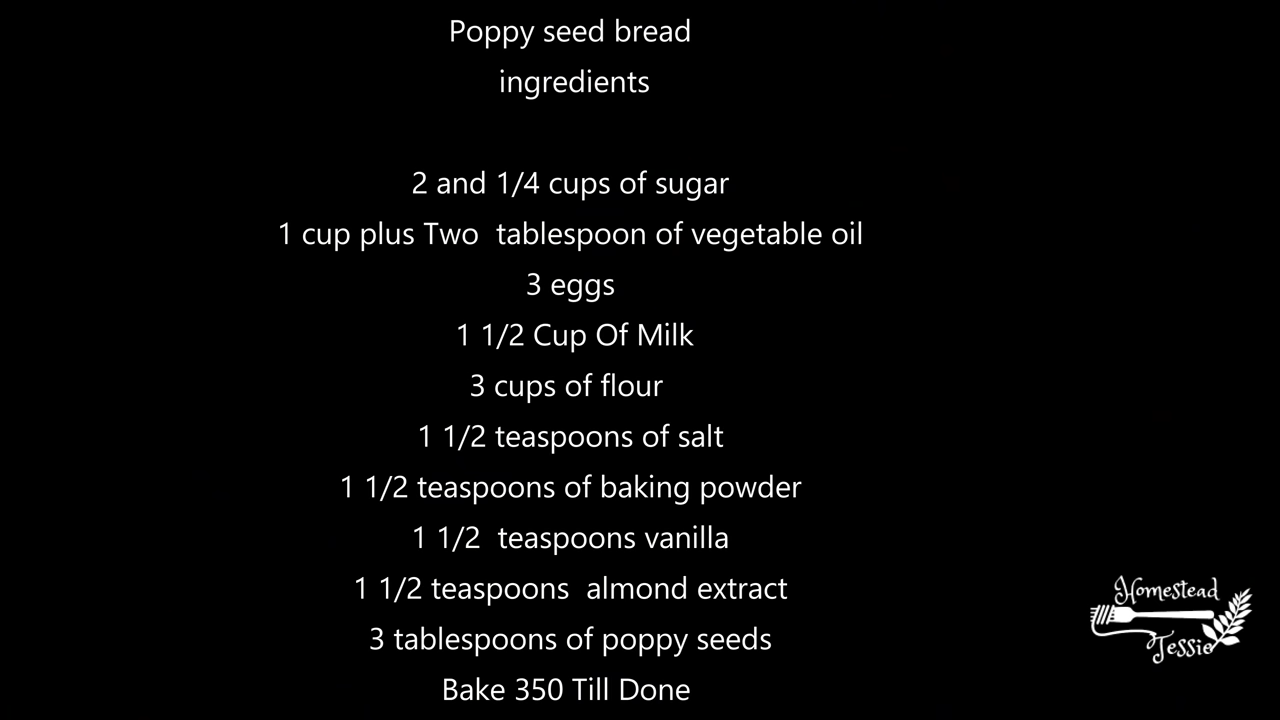 Poppy seed bread
ingredients
2 and 1/4 cups of sugar
1 cup plus Two  tablespoon of vegetable oil
3 eggs
1 1/2 Cup Of Milk
3 cups of flour
1 1/2 teaspoons of salt
1 1/2 teaspoons of baking powder
1 1/2  teaspoons vanilla
1 1/2 teaspoons  almond extract
3 tablespoons of poppy seeds
Bake 350 Till Done
Homestead
Jessie